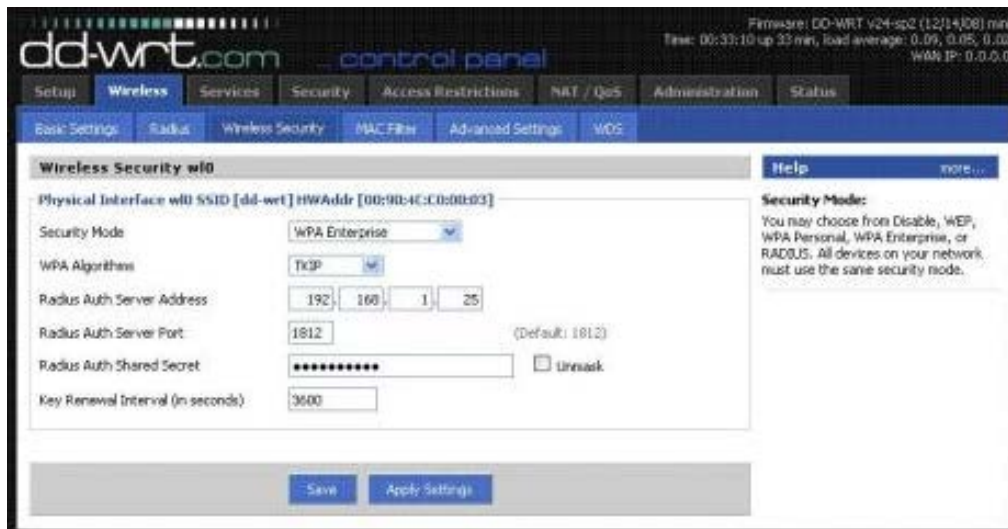 Firmware: DD-WRT v24-sp2 (12/14/08) mini
Time: 00:33:10 up 33 min, load average: 0.09, 0.05, 0.02
WAN IP: 0.0.0.0
dd-wrt.com ... control panel
Setup Wireless Services Security Access Restrictions NAT / QoS Administration Status
Basic Settings Radius Wireless Security MAC Filter Advanced Settings WDS
Wireless Security wl0
Physical Interface wl0 SSID [dd-wrt] HWAddr [00:90:4C:C0:00:03]
Security Mode WPA Enterprise
WPA Algorithms TKIP
Radius Auth Server Address 192. 168. 1. 25
Radius Auth Server Port 1812 (Default: 1812)
Radius Auth Shared Secret ●●●●●●●●●● Unmask
Key Renewal Interval (in seconds) 3600
Save Apply Settings
Help more...
Security Mode:
You may choose from Disable, WEP,
WPA Personal, WPA Enterprise, or
RADIUS. All devices on your network
must use the same security mode.